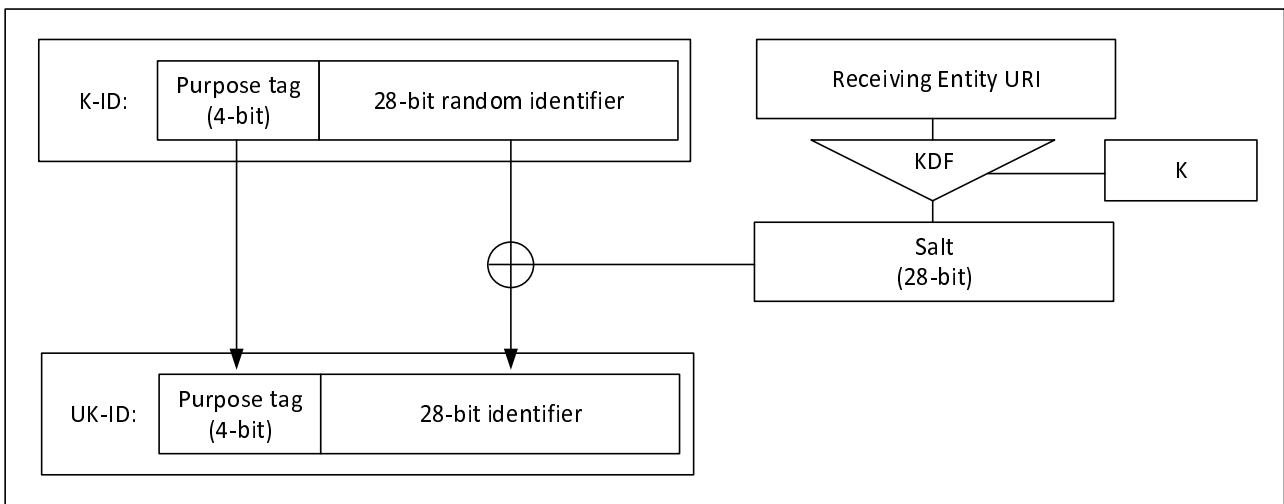 K-ID:
Purpose tag
(4-bit)
28-bit random identifier
Receiving Entity URI
KDF
K
Salt
(28-bit)
UK-ID:
Purpose tag
(4-bit)
28-bit identifier